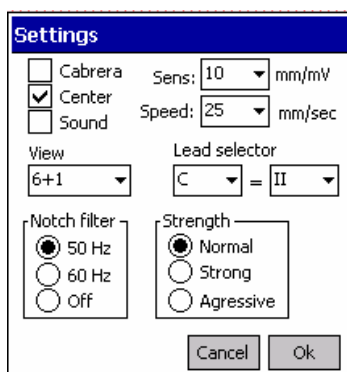 Settings
Cabrera Sens: 10 mm/mV
Center
Sound Speed: 25 mm/sec
View Lead selector
6+1 C = II
Notch filter Strength
50 Hz Normal
60 Hz Strong
Off Agressive
Cancel Ok